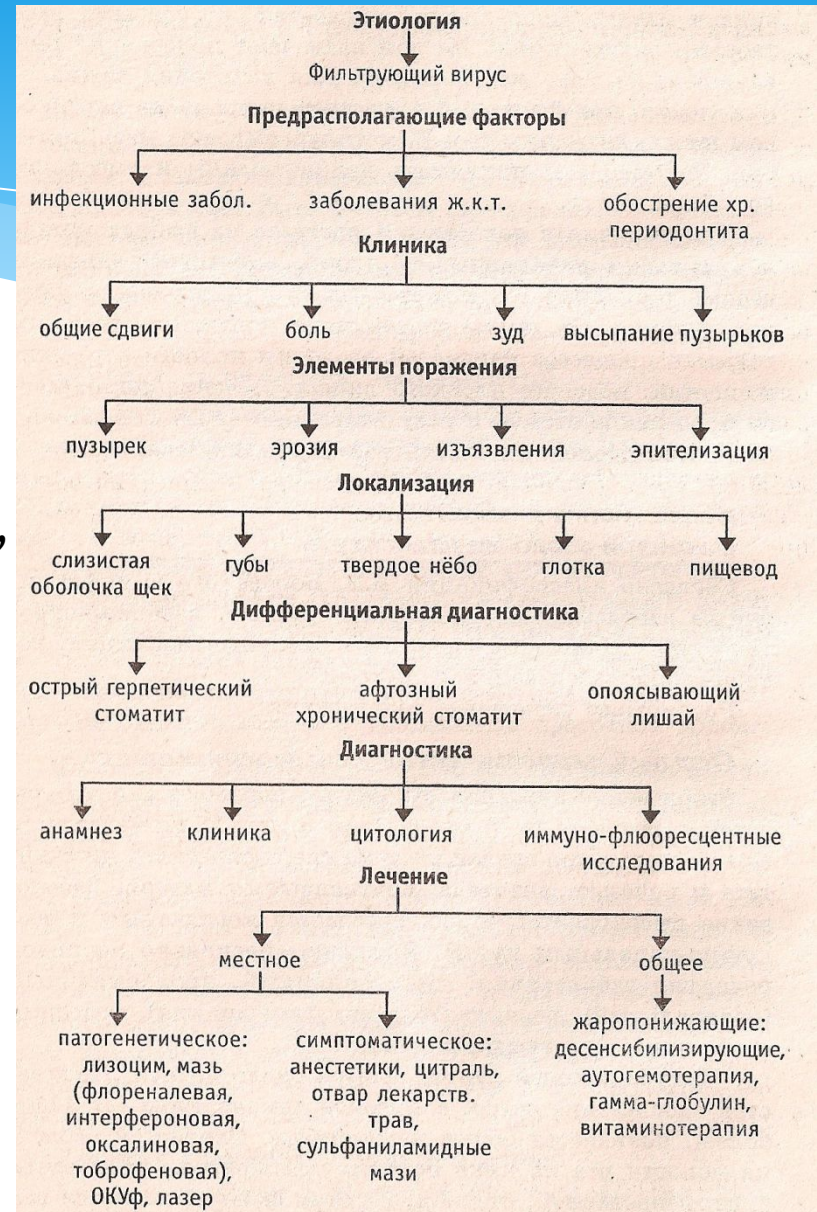 Этиология
Фильтрующий вирус
Предрасполагающие факторы
инфекционные забол. заболевания ж.к.т. обострение хр.
периодонтита
Клиника
общие сдвиги боль зуд высыпание пузырьков
Элементы поражения
пузырек эрозия изъязвления эпителизация
Локализация
,
слизистая губы твердое нёбо глотка пищевод
оболочка щек
Дифференциальная диагностика
острый герпетический афтозный опоясывающий
стоматит хронический стоматит лишай
Диагностика
анамнез клиника цитология иммуно-флюоресцентные
исследования
Лечение
местное общее
патогенетическое:
лизоцим, мазь
(флореналевая,
интерфероновая,
оксалиновая,
тоброфеновая),
ОКУф, лазер
симптоматическое:
анестетики, цитраль,
отвар лекарств.
трав,
сульфаниламидные
мази
жаропонижающие:
десенсибилизирующие,
аутогемотерапия,
гамма-глобулин,
витаминотерапия